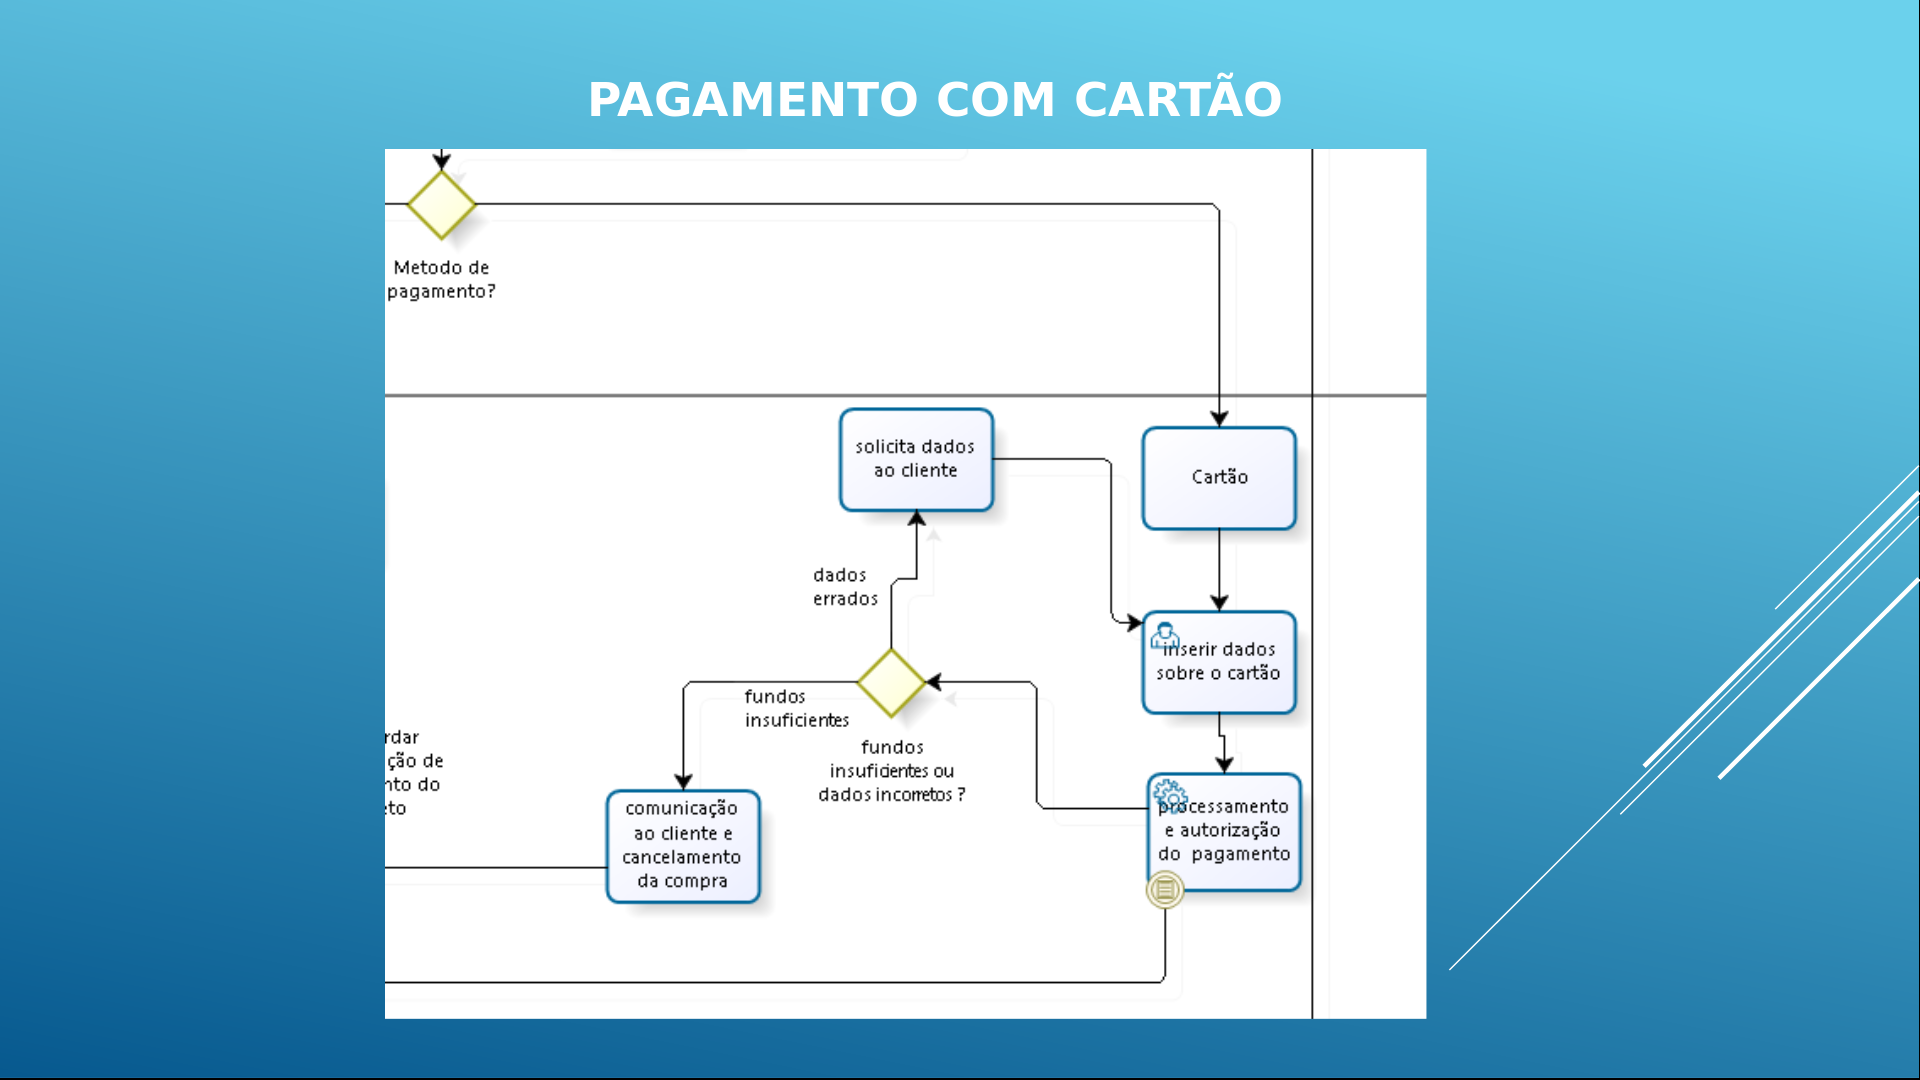 PAGAMENTO COM CARTÃO
Metodo de
pagamento?
solicita dados
ao cliente
Cartão
dados
errados
inserir dados
sobre o cartão
fundos
insuficientes
fundos
insuficientes ou
dados incorretos ?
rdar
ção de
nto do
eto
comunicação
ao cliente e
cancelamento
da compra
processamento
e autorização
do pagamento